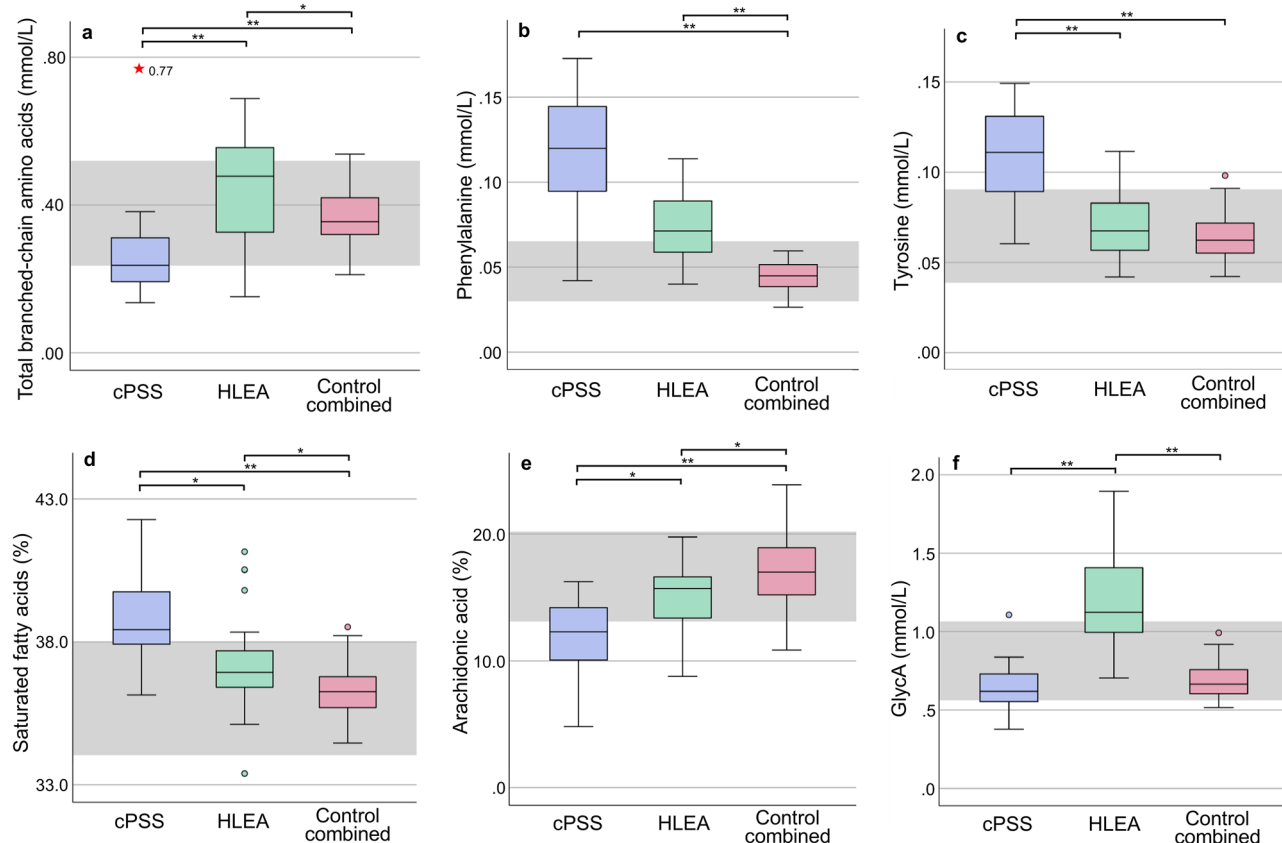 a
Total branched-chain amino acids (mmol/L)
*
**
**
.80
★ 0.77
.40
.00
cPSS
HLEA
Control
combined
b
Phenylalanine (mmol/L)
**
**
.15
.10
.05
.00
cPSS
HLEA
Control
combined
c
Tyrosine (mmol/L)
**
**
.15
.10
.05
.00
cPSS
HLEA
Control
combined
d
Saturated fatty acids (%)
*
**
*
43.0
38.0
33.0
cPSS
HLEA
Control
combined
e
Arachidonic acid (%)
*
**
*
20.0
10.0
.0
cPSS
HLEA
Control
combined
f
GlycA (mmol/L)
**
**
2.0
1.5
1.0
.5
.0
cPSS
HLEA
Control
combined